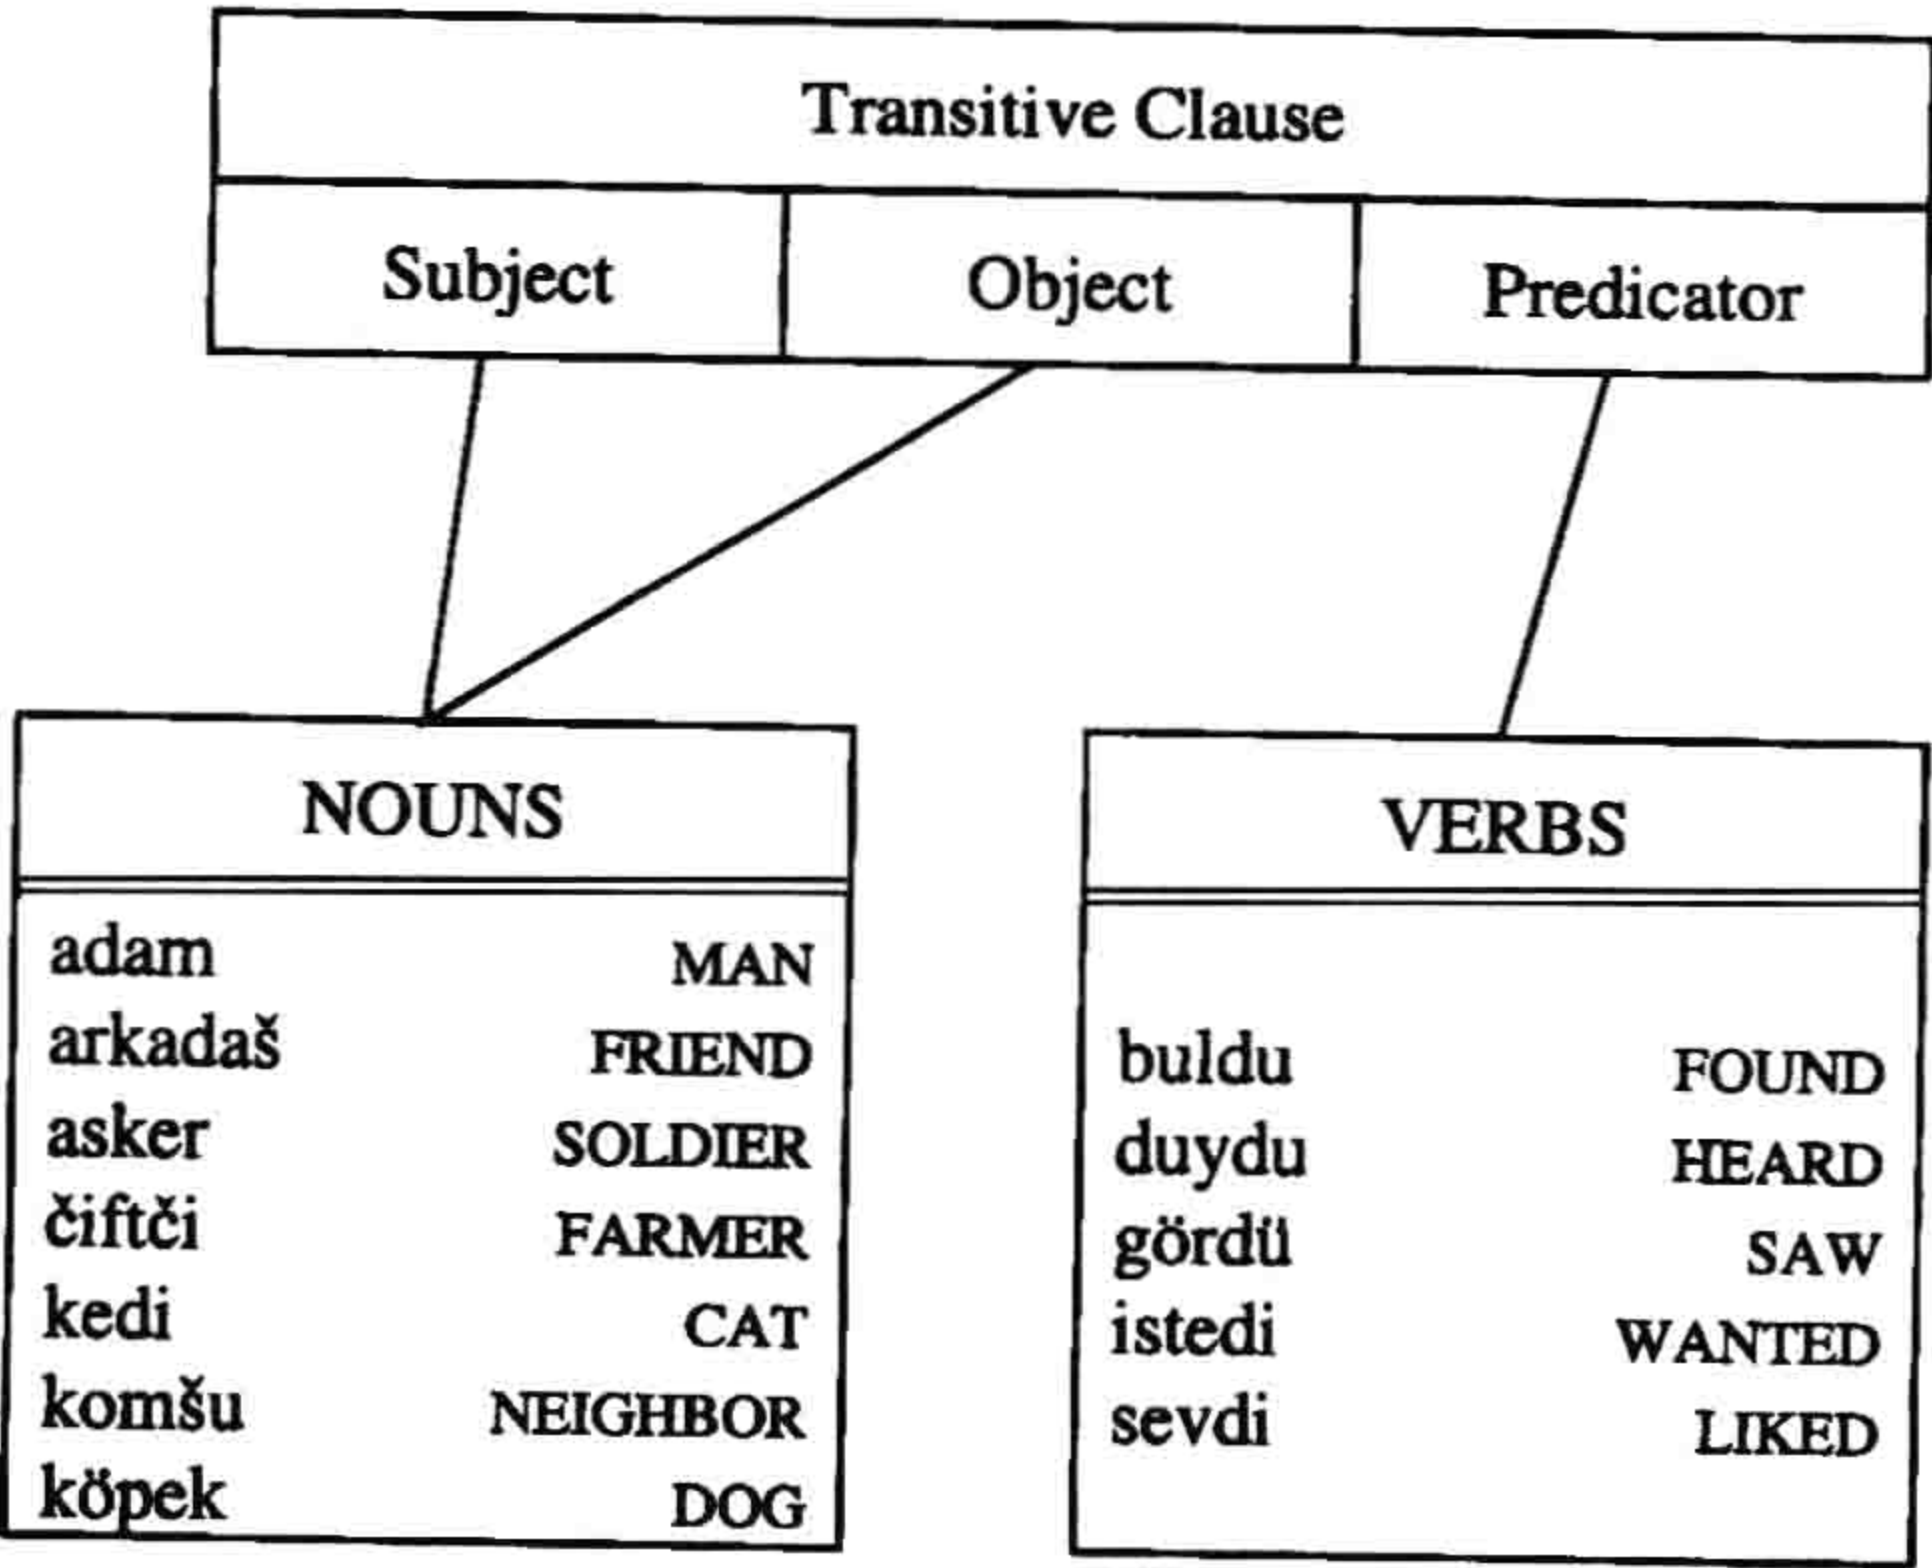 Transitive Clause
Subject Object Predicator
NOUNS
adam MAN
arkadaš FRIEND
asker SOLDIER
čiftči FARMER
kedi CAT
komšu NEIGHBOR
köpek DOG
VERBS
buldu FOUND
duydu HEARD
gördü SAW
istedi WANTED
sevdi LIKED